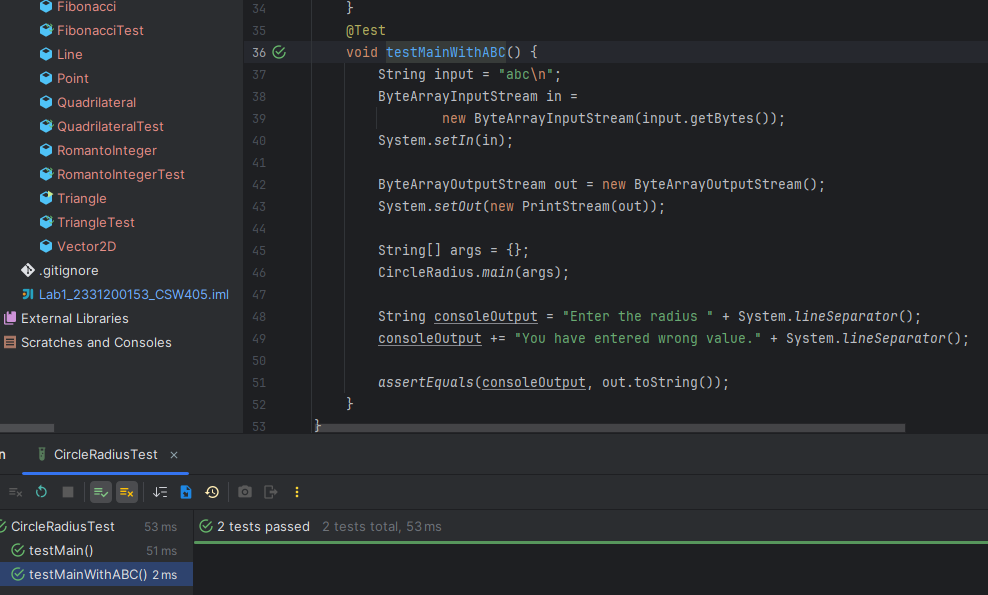 Fibonacci
FibonacciTest
Line
Point
Quadrilateral
QuadrilateralTest
RomantoInteger
RomantoIntegerTest
Triangle
TriangleTest
Vector2D
.gitignore
Lab1_2331200153_CSW405.iml
External Libraries
Scratches and Consoles
34 }
35 @Test
36 void testMainWithABC() {
37 String input = "abc\n";
38 ByteArrayInputStream in =
39 new ByteArrayInputStream(input.getBytes());
40 System.setIn(in);
41
42 ByteArrayOutputStream out = new ByteArrayOutputStream();
43 System.setOut(new PrintStream(out));
44
45 String[] args = {};
46 CircleRadius.main(args);
47
48 String consoleOutput = "Enter the radius " + System.lineSeparator();
49 consoleOutput += "You have entered wrong value." + System.lineSeparator();
50
51 assertEquals(consoleOutput, out.toString());
52 }
53 }
n CircleRadiusTest ×
CircleRadiusTest 53 ms
testMain() 51 ms
testMainWithABC() 2 ms
2 tests passed 2 tests total, 53 ms